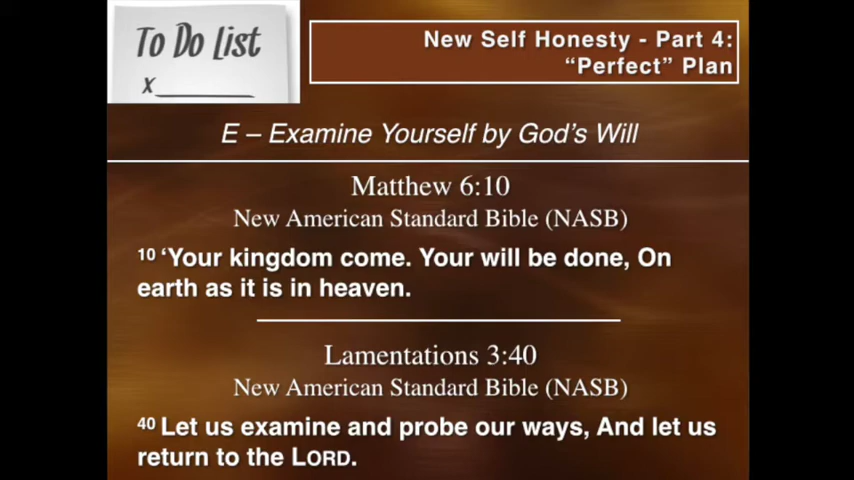 To Do List
x
New Self Honesty - Part 4:
“Perfect” Plan
E – Examine Yourself by God’s Will
Matthew 6:10
New American Standard Bible (NASB)
10 ‘Your kingdom come. Your will be done, On
earth as it is in heaven.
Lamentations 3:40
New American Standard Bible (NASB)
40 Let us examine and probe our ways, And let us
return to the LORD.